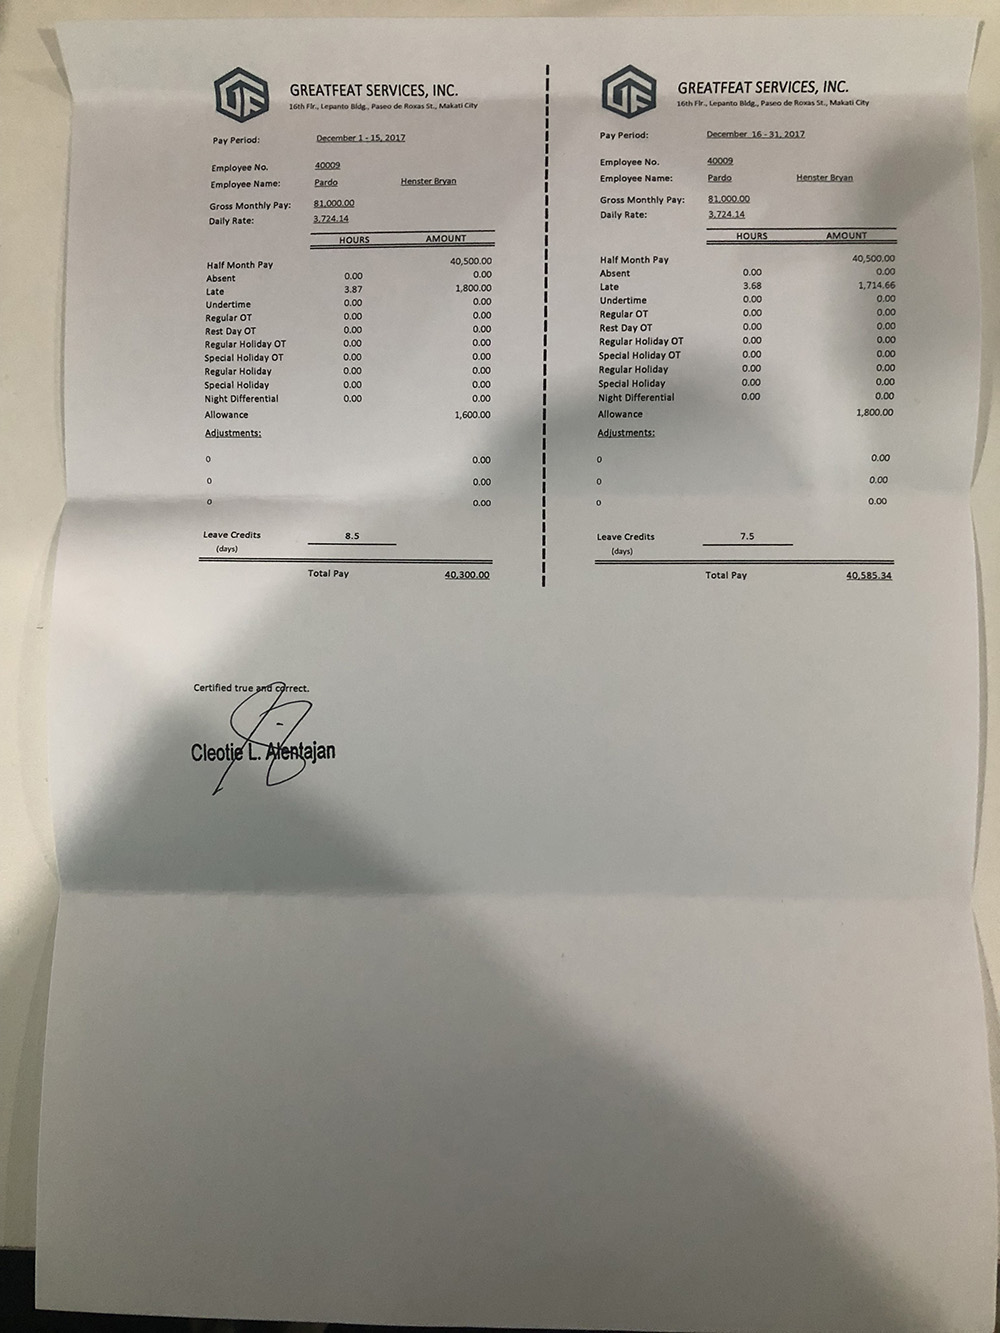 GF
GREATFEAT SERVICES, INC.
16th Flr., Lepanto Bldg., Paseo de Roxas St., Makati City
Pay Period: December 1 - 15, 2017
Employee No. 40009
Employee Name: Pardo Henster Bryan
Gross Monthly Pay: 81,000.00
Daily Rate: 3,724.14
HOURS AMOUNT
Half Month Pay 40,500.00
Absent 0.00 0.00
Late 3.87 1,800.00
Undertime 0.00 0.00
Regular OT 0.00 0.00
Rest Day OT 0.00 0.00
Regular Holiday OT 0.00 0.00
Special Holiday OT 0.00 0.00
Regular Holiday 0.00 0.00
Special Holiday 0.00 0.00
Night Differential 0.00 0.00
Allowance 1,600.00
Adjustments:
0 0.00
0 0.00
0 0.00
Leave Credits 8.5
(days)
Total Pay 40,300.00
GF
GREATFEAT SERVICES, INC.
16th Flr., Lepanto Bldg., Paseo de Roxas St., Makati City
Pay Period: December 16 - 31, 2017
Employee No. 40009
Employee Name: Pardo Henster Bryan
Gross Monthly Pay: 81,000.00
Daily Rate: 3,724.14
HOURS AMOUNT
Half Month Pay 40,500.00
Absent 0.00 0.00
Late 3.68 1,714.66
Undertime 0.00 0.00
Regular OT 0.00 0.00
Rest Day OT 0.00 0.00
Regular Holiday OT 0.00 0.00
Special Holiday OT 0.00 0.00
Regular Holiday 0.00 0.00
Special Holiday 0.00 0.00
Night Differential 0.00 0.00
Allowance 1,800.00
Adjustments:
0 0.00
0 0.00
0 0.00
Leave Credits 7.5
(days)
Total Pay 40,585.34
Certified true and correct.
Cleotie L. Alentajan